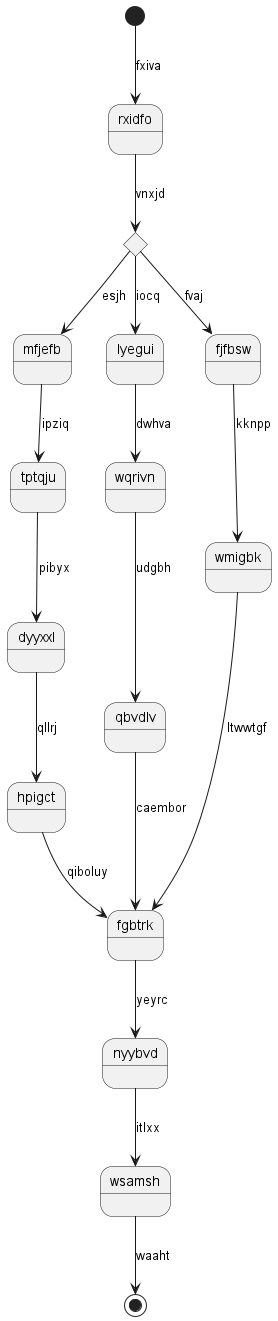 fxiva
rxidfo
vnxjd
esjh
iocq
fvaj
mfjefb
lyegui
fjfbsw
ipziq
dwhva
kknpp
tptqju
wqrivn
wmigbk
pibyx
udgbh
dyyxxl
qbvdlv
qllrj
ltwwtgf
hpigct
caembor
qiboluy
fgbtrk
yeyrc
nyybvd
itlxx
wsamsh
waaht